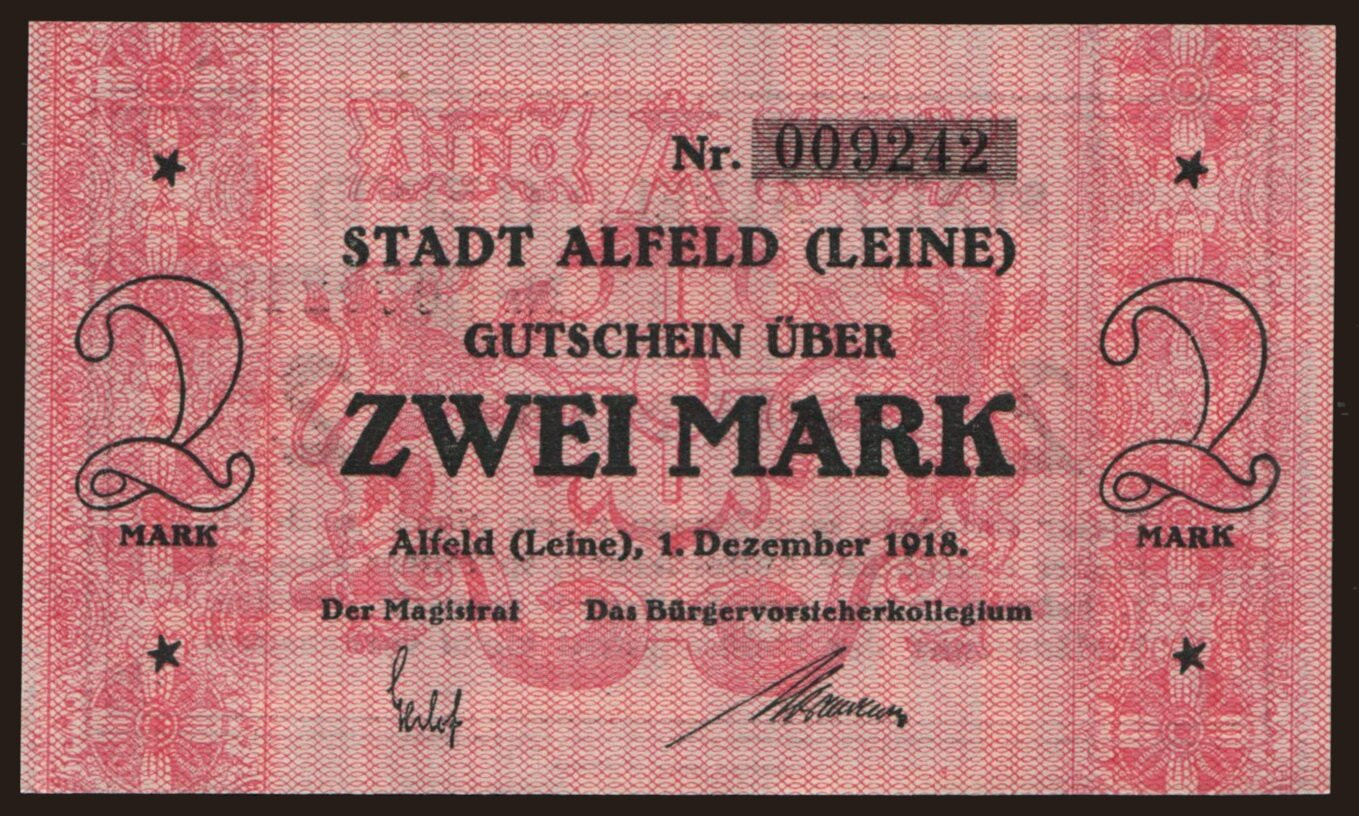 ANNO
Nr. 009242
STADT ALFELD (LEINE)
GUTSCHEIN ÜBER
ZWEI MARK
2
MARK
2
MARK
Alfeld (Leine), 1. Dezember 1918.
Der Magistrat Das Bürgervorsteherkollegium